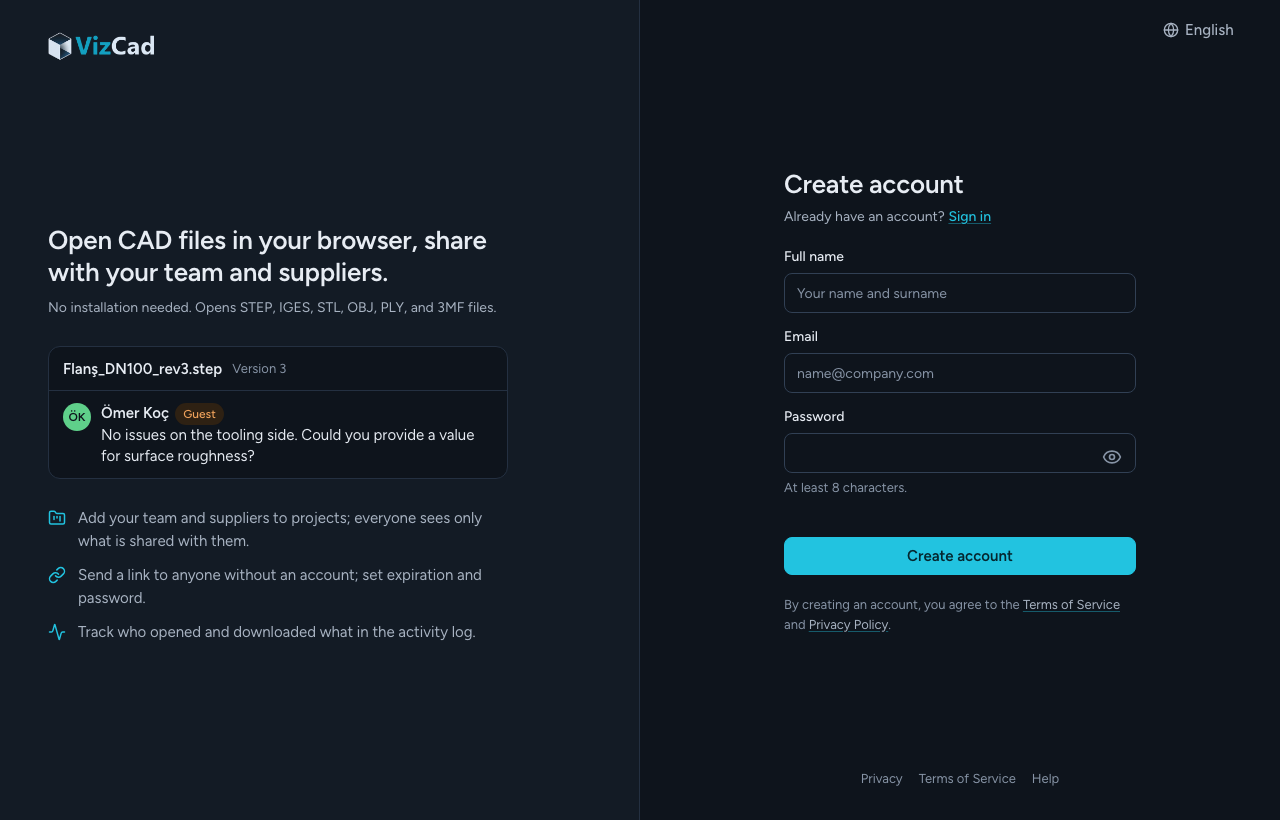 VizCad
Open CAD files in your browser, share
with your team and suppliers.
No installation needed. Opens STEP, IGES, STL, OBJ, PLY, and 3MF files.
Flanş_DN100_rev3.step Version 3
ÖK Ömer Koç Guest
No issues on the tooling side. Could you provide a value
for surface roughness?
Add your team and suppliers to projects; everyone sees only
what is shared with them.
Send a link to anyone without an account; set expiration and
password.
Track who opened and downloaded what in the activity log.
English
Create account
Already have an account? Sign in
Full name
Your name and surname
Email
name@company.com
Password
At least 8 characters.
Create account
By creating an account, you agree to the Terms of Service
and Privacy Policy.
Privacy Terms of Service Help